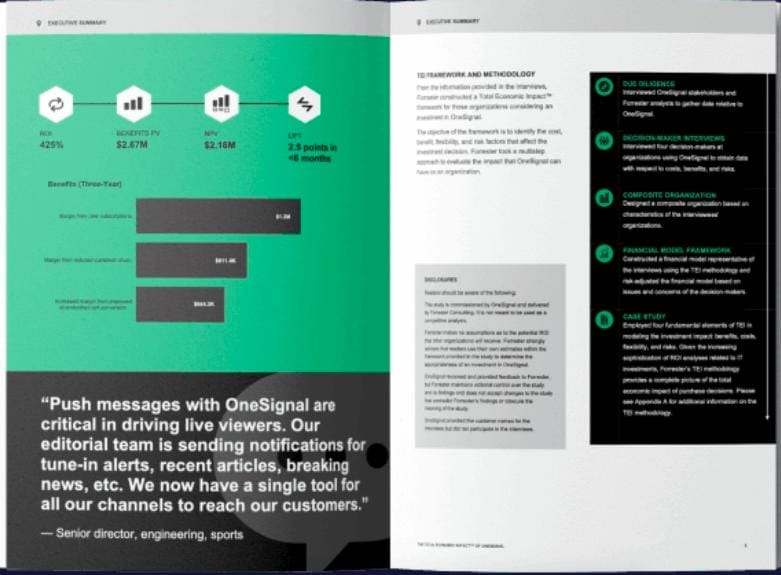 EXECUTIVE SUMMARY
ROI
425%
BENEFITS PV
$2.67M
NPV
$2.16M
LIFT
2.5 points in
<6 months
Benefits (Three-Year)
Margin from new subscriptions
Margin from reduced customer churn
$811.4K
Increased margin from improved
abandoned cart conversion
“Push messages with OneSignal are
critical in driving live viewers. Our
editorial team is sending notifications for
tune-in alerts, recent articles, breaking
news, etc. We now have a single tool for
all our channels to reach our customers.”
— Senior director, engineering, sports
EXECUTIVE SUMMARY
TEI FRAMEWORK AND METHODOLOGY
From the information provided in the interviews,
Forrester constructed a Total Economic Impact™
framework for those organizations considering an
investment in OneSignal.
The objective of the framework is to identify the cost,
benefit, flexibility, and risk factors that affect the
investment decision. Forrester took a multistep
approach to evaluate the impact that OneSignal can
have on an organization.
DISCLOSURES
Readers should be aware of the following:
This study is commissioned by OneSignal and delivered
by Forrester Consulting. It is not meant to be used as a
competitive analysis.
Forrester makes no assumptions as to the potential ROI
that other organizations will receive. Forrester strongly
advises that readers use their own estimates within the
framework provided in the study to determine the
appropriateness of an investment in OneSignal.
OneSignal reviewed and provided feedback to Forrester,
but Forrester maintains editorial control over the study
and its findings and does not accept changes to the study
that contradict Forrester's findings or obscure the
meaning of the study.
OneSignal provided the customer names for the
interviews but did not participate in the interviews.
DUE DILIGENCE
Interviewed OneSignal stakeholders and
Forrester analysts to gather data relative to
OneSignal.
DECISION-MAKER INTERVIEWS
Interviewed four decision-makers at
organizations using OneSignal to obtain data
with respect to costs, benefits, and risks.
COMPOSITE ORGANIZATION
Designed a composite organization based on
characteristics of the interviewees'
organizations.
FINANCIAL MODEL FRAMEWORK
Constructed a financial model representative of
the interviews using the TEI methodology and
risk-adjusted the financial model based on
issues and concerns of the decision-makers.
CASE STUDY
Employed four fundamental elements of TEI in
modeling the investment impact: benefits, costs,
flexibility, and risks. Given the increasing
sophistication of ROI analyses related to IT
investments, Forrester's TEI methodology
provides a complete picture of the total
economic impact of purchase decisions. Please
see Appendix A for additional information on the
TEI methodology.
THE TOTAL ECONOMIC IMPACT™ OF ONESIGNAL